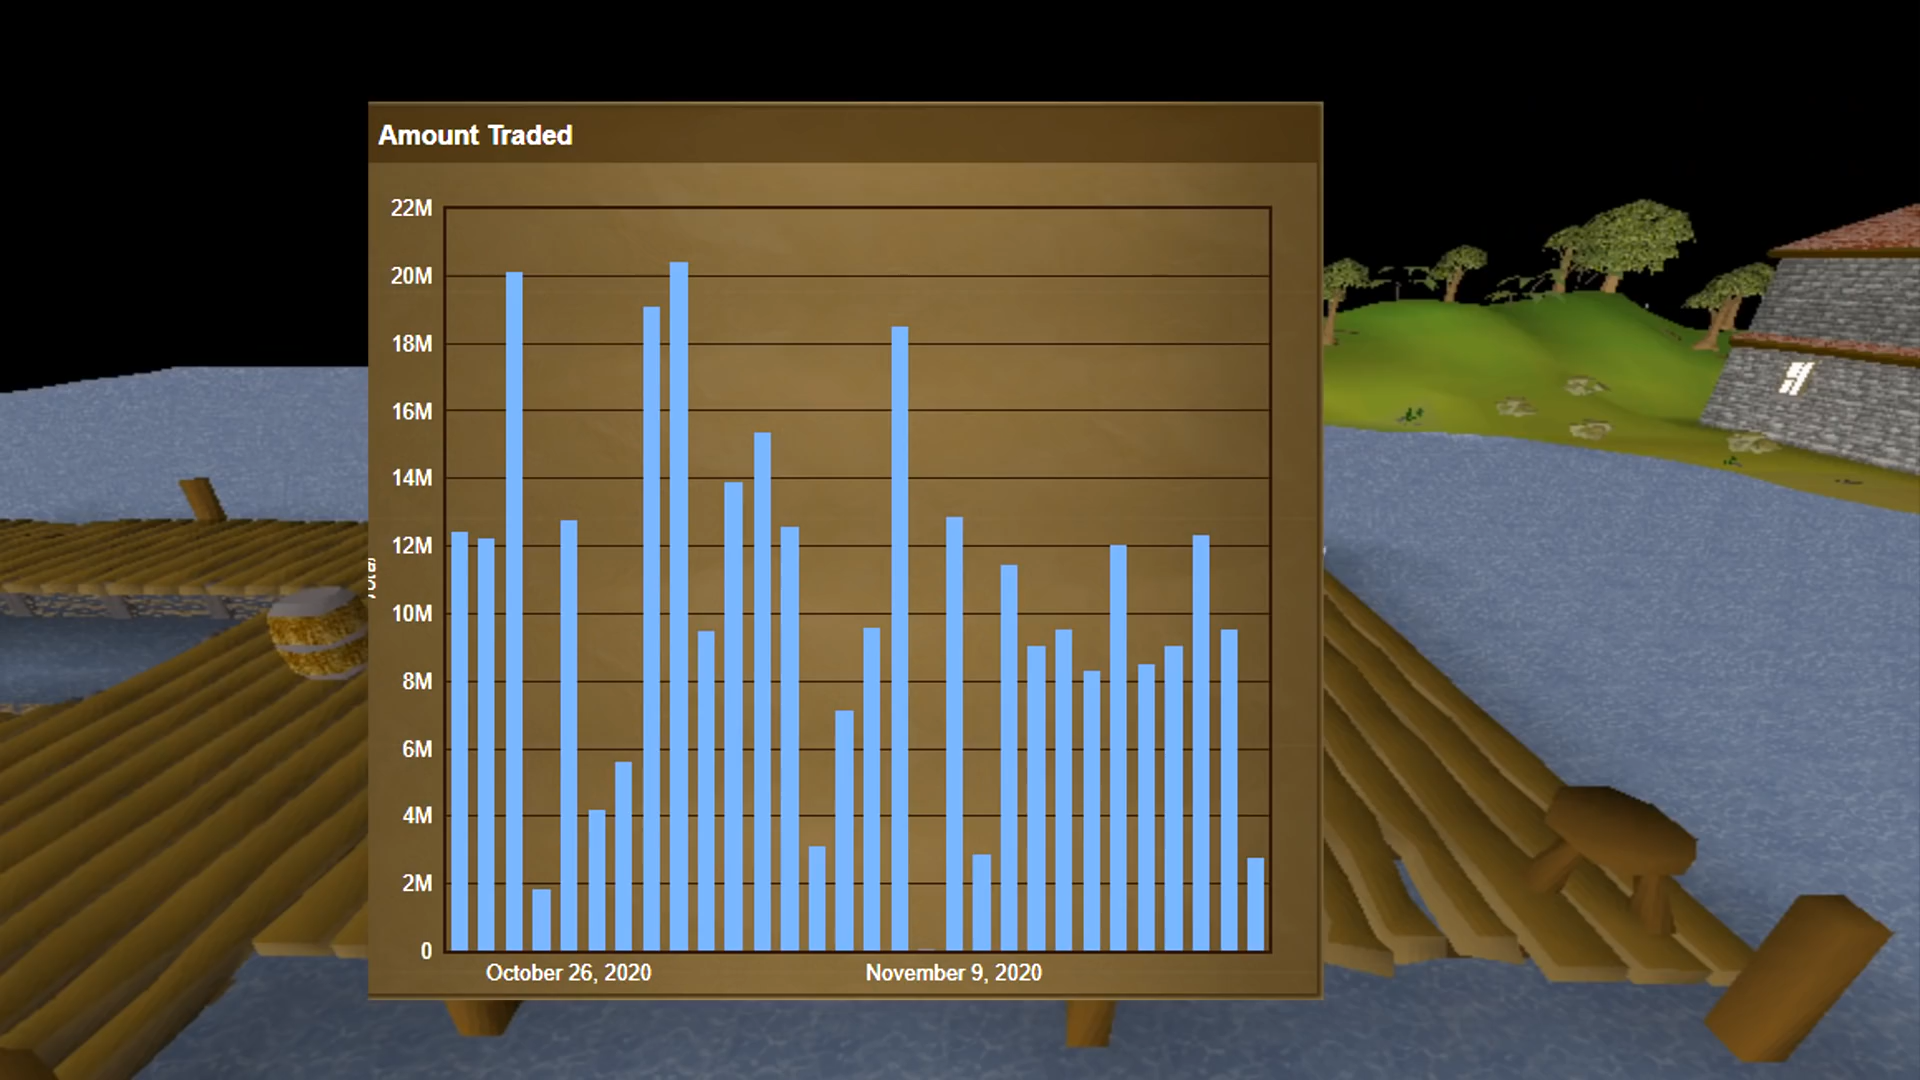 Amount Traded
22M
20M
18M
16M
14M
12M
10M
8M
6M
4M
2M
0
Total
October 26, 2020
November 9, 2020